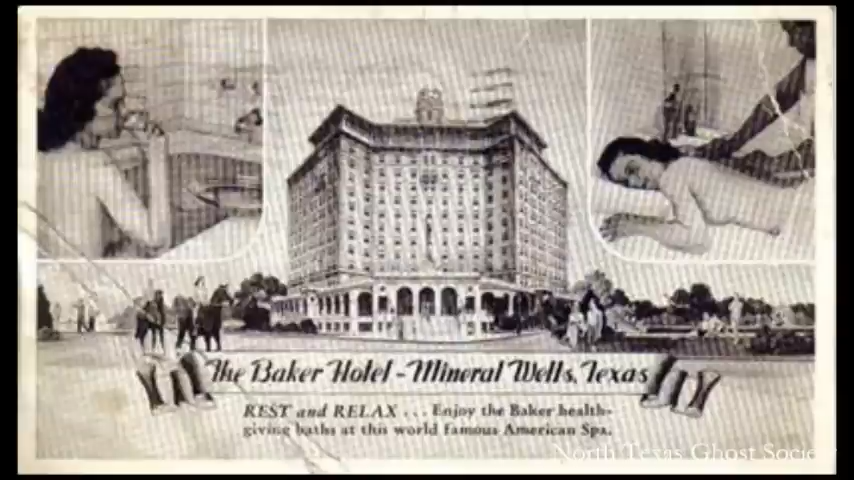 The Baker Hotel - Mineral Wells, Texas
REST and RELAX . . . Enjoy the Baker health-
giving baths at this world famous American Spa.
North Texas Ghost Society